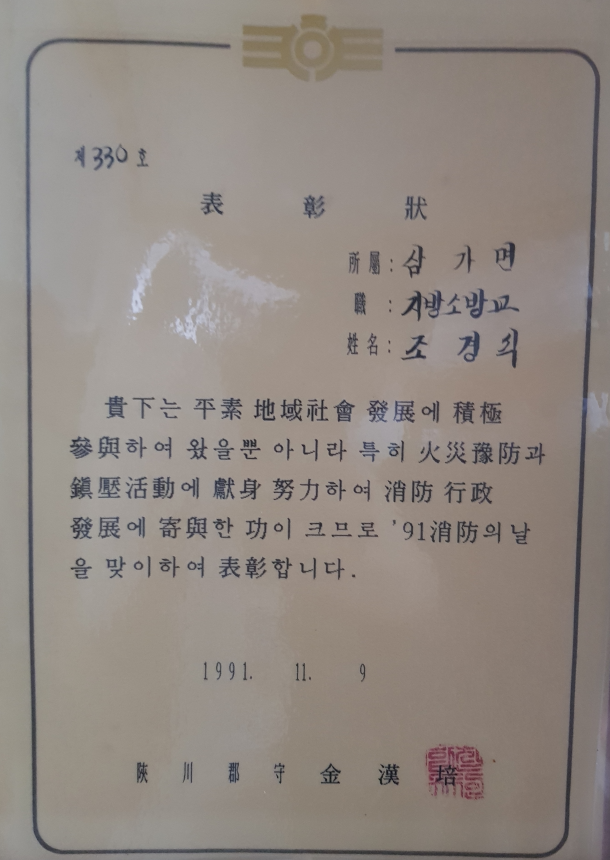 제330호
表彰狀
所屬: 삼가면
職: 지방소방교
姓名: 조경의
貴下는 平素 地域社會 發展에 積極
參與하여 왔을뿐 아니라 특히 火災豫防과
鎭壓活動에 獻身 努力하여 消防 行政
發展에 寄與한 功이 크므로 '91消防의날
을 맞이하여 表彰합니다.
1991. 11. 9
陜川郡守 金漢培